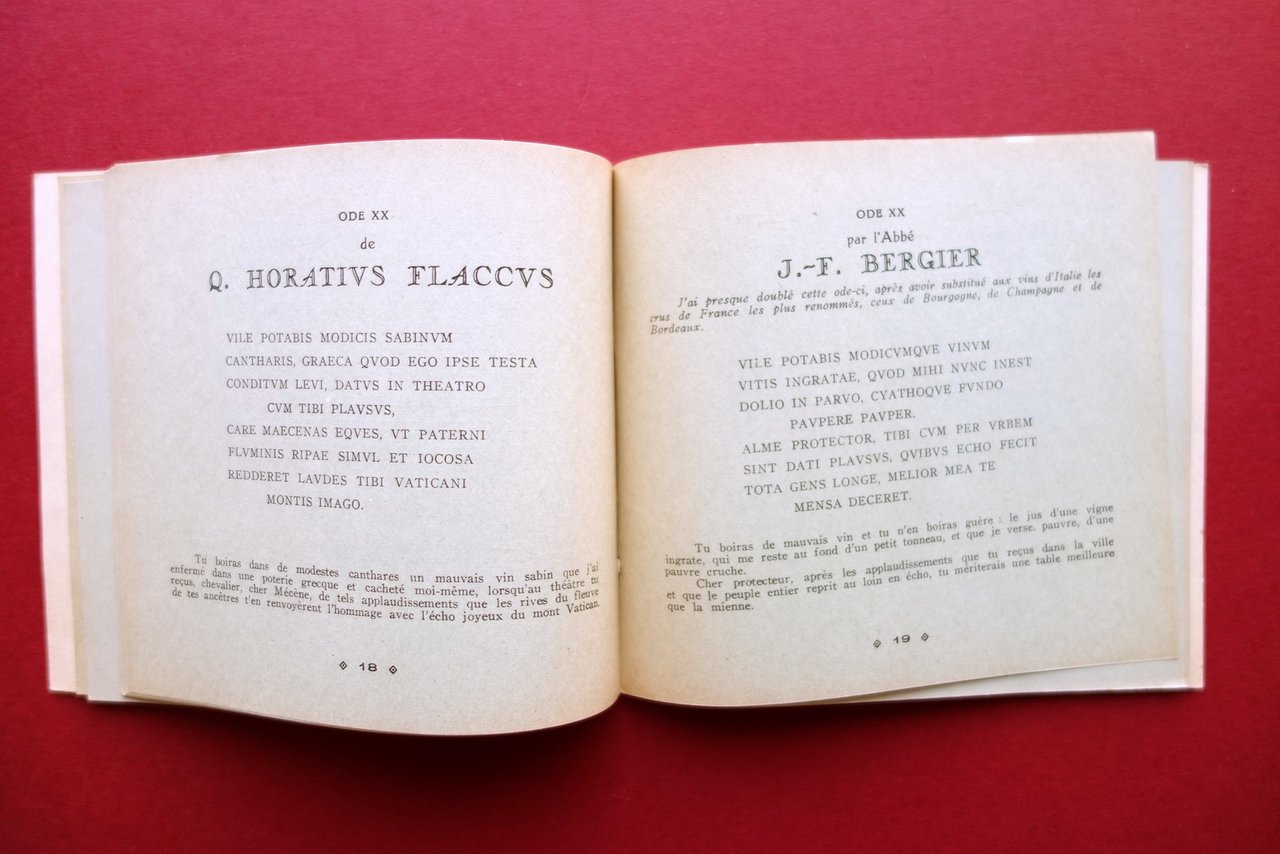 ODE XX
de
Q. HORATIVS FLACCVS
VILE POTABIS MODICIS SABINVM
CANTHARIS, GRAECA QVOD EGO IPSE TESTA
CONDITVM LEVI, DATVS IN THEATRO
CVM TIBI PLAVSVS,
CARE MAECENAS EQVES, VT PATERNI
FLVMINIS RIPAE SIMVL ET IOCOSA
REDDERET LAVDES TIBI VATICANI
MONTIS IMAGO.
Tu boiras dans de modestes canthares un mauvais vin sabin que j'ai
enfermé dans une poterie grecque et cacheté moi-même, lorsqu'au théâtre tu
reçus, chevalier, cher Mécène, de tels applaudissements que les rives du fleuve
de tes ancêtres t'en renvoyèrent l'hommage avec l'écho joyeux du mont Vatican.
18
ODE XX
par l'Abbé
J.-F. BERGIER
J'ai presque doublé cette ode-ci, après avoir substitué aux vins d'Italie les
crus de France les plus renommés, ceux de Bourgogne, de Champagne et de
Bordeaux.
VILE POTABIS MODICVMQVE VINVM
VITIS INGRATAE, QVOD MIHI NVNC INEST
DOLIO IN PARVO, CYATHOQVE FVNDO
PAVPERE PAVPER.
ALME PROTECTOR, TIBI CVM PER VRBEM
SINT DATI PLAVSVS, QVIBVS ECHO FECIT
TOTA GENS LONGE, MELIOR MEA TE
MENSA DECERET.
Tu boiras de mauvais vin et tu n'en boiras guère : le jus d'une vigne
ingrate, qui me reste au fond d'un petit tonneau, et que je verse. pauvre, d'une
pauvre cruche.
Cher protecteur, après les applaudissements que tu reçus dans la ville
et que le peuple entier reprit au loin en écho, tu mériterais une table meilleure
que la mienne.
19